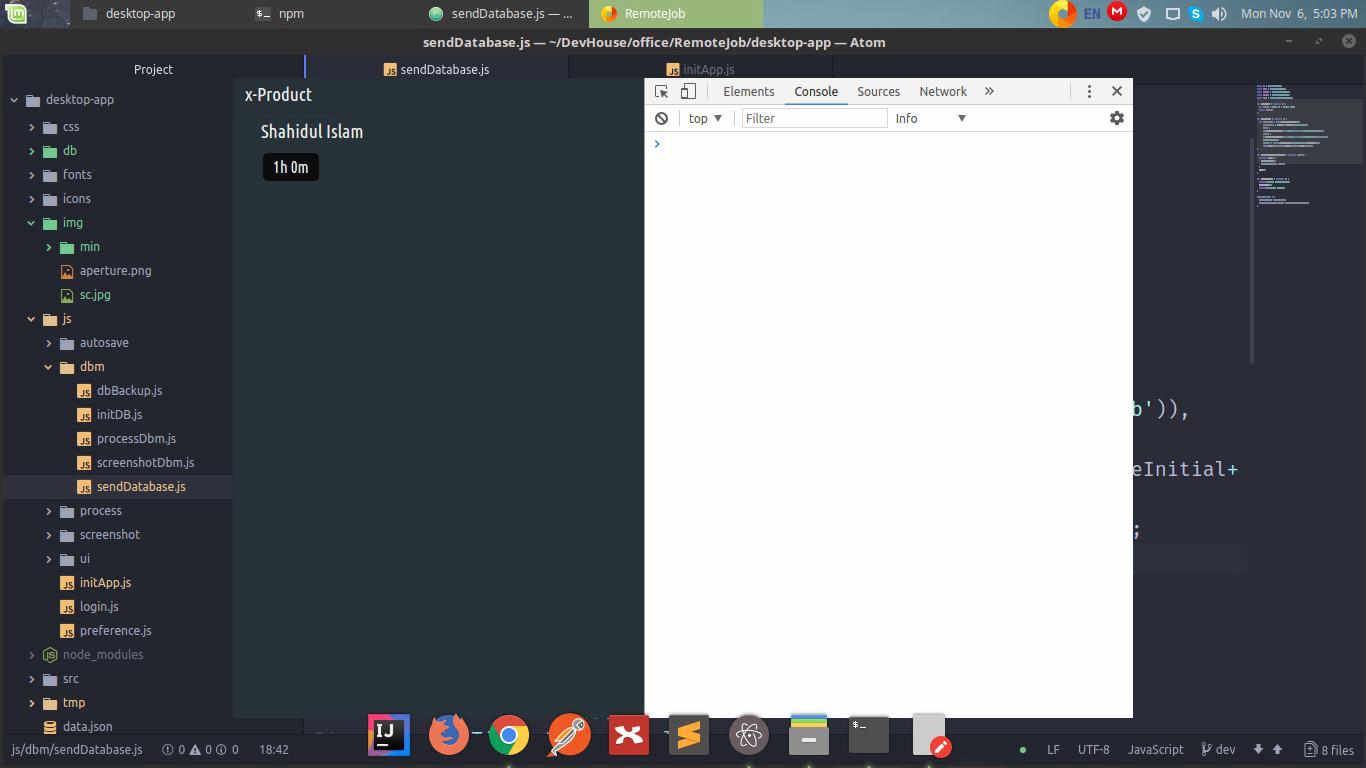 desktop-app
npm
sendDatabase.js — ...
RemoteJob
EN
Mon Nov 6, 5:03 PM
sendDatabase.js — ~/DevHouse/office/RemoteJob/desktop-app — Atom
Project
sendDatabase.js
initApp.js
desktop-app
css
db
fonts
icons
img
min
aperture.png
sc.jpg
js
autosave
dbm
dbBackup.js
initDB.js
processDbm.js
screenshotDbm.js
sendDatabase.js
process
screenshot
ui
initApp.js
login.js
preference.js
node_modules
src
tmp
data.json
x-Product
Shahidul Islam
1h 0m
Elements Console Sources Network »
top Filter Info
>
b')),
eInitial+
;
IJ
js/dbm/sendDatabase.js 0 0 0 18:42
LF UTF-8 JavaScript dev 8 files